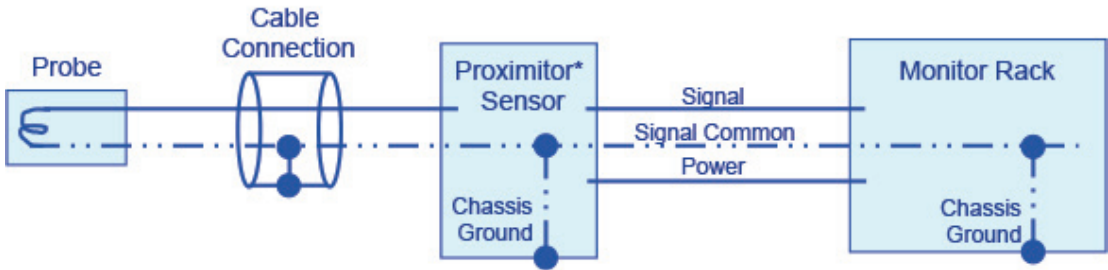 Cable
Connection
Probe
Proximitor*
Sensor
Monitor Rack
Signal
Signal Common
Power
Chassis
Ground
Chassis
Ground